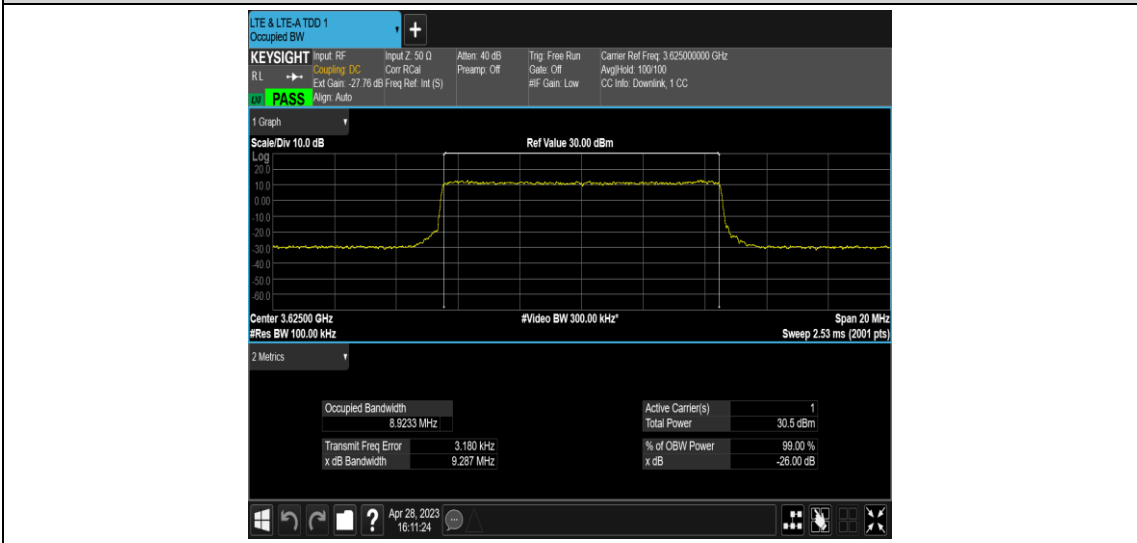 LTE & LTE-A TDD 1
Occupied BW
+
KEYSIGHT
RL
PASS
Input: RF
Coupling: DC
Ext Gain: -27.76 dB
Align: Auto
Input Z: 50 Ω
Corr RCal
Freq Ref: Int (S)
Atten: 40 dB
Preamp: Off
Trig: Free Run
Gate: Off
#IF Gain: Low
Carrier Ref Freq: 3.625000000 GHz
Avg|Hold: 100/100
CC Info: Downlink, 1 CC
1 Graph
Scale/Div 10.0 dB
Ref Value 30.00 dBm
Log
20.0
10.0
0.00
-10.0
-20.0
-30.0
-40.0
-50.0
-60.0
Center 3.62500 GHz
#Video BW 300.00 kHz*
Span 20 MHz
#Res BW 100.00 kHz
Sweep 2.53 ms (2001 pts)
2 Metrics
Occupied Bandwidth
8.9233 MHz
Transmit Freq Error 3.180 kHz
x dB Bandwidth 9.287 MHz
Active Carrier(s) 1
Total Power 30.5 dBm
% of OBW Power 99.00 %
x dB -26.00 dB
?
Apr 28, 2023
16:11:24